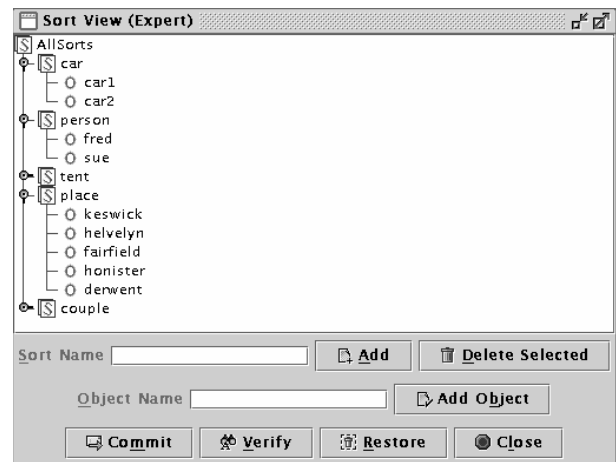 Sort View (Expert)
AllSorts
S car
O car1
O car2
S person
O fred
O sue
S tent
S place
O keswick
O helvelyn
O fairfield
O honister
O derwent
S couple
Sort Name Add Delete Selected
Object Name Add Object
Commit Verify Restore Close